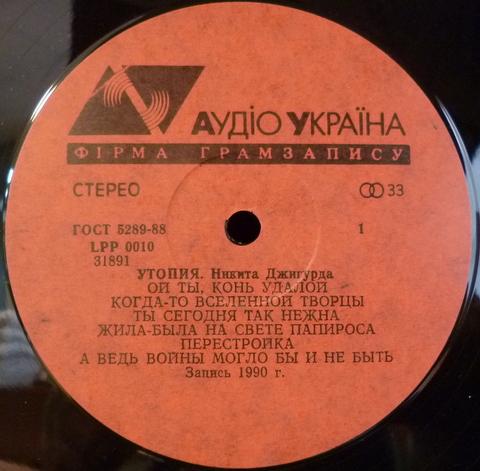 АУДІО УКРАЇНА
ФІРМА ГРАМЗАПИСУ
СТЕРЕО
33
ГОСТ 5289-88
1
LPP 0010
31891
УТОПИЯ. Никита Джигурда
ОЙ ТЫ, КОНЬ УДАЛОЙ
КОГДА-ТО ВСЕЛЕННОЙ ТВОРЦЫ
ТЫ СЕГОДНЯ ТАК НЕЖНА
ЖИЛА-БЫЛА НА СВЕТЕ ПАПИРОСА
ПЕРЕСТРОЙКА
А ВЕДЬ ВОЙНЫ МОГЛО БЫ И НЕ БЫТЬ
Запись 1990 г.